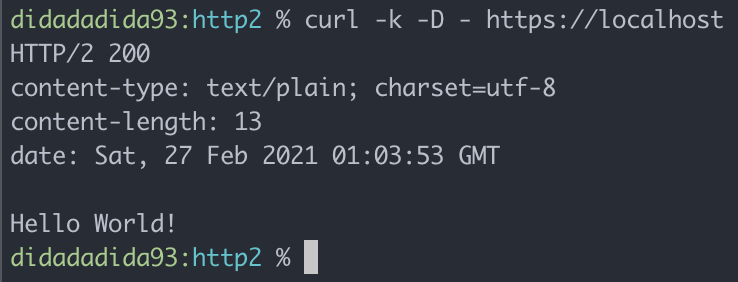 didadadida93:http2 % curl -k -D - https://localhost
HTTP/2 200
content-type: text/plain; charset=utf-8
content-length: 13
date: Sat, 27 Feb 2021 01:03:53 GMT
Hello World!
didadadida93:http2 %